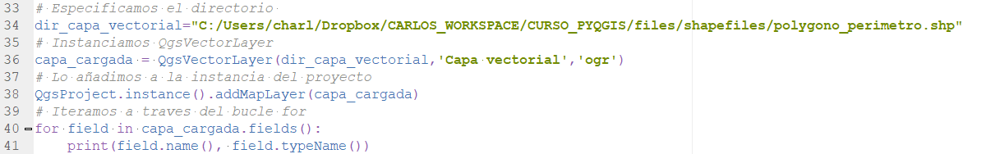 33 # Especificamos el directorio
34 dir_capa_vectorial="C:/Users/charl/Dropbox/CARLOS_WORKSPACE/CURSO_PYQGIS/files/shapefiles/polygono_perimetro.shp"
35 # Instanciamos QgsVectorLayer
36 capa_cargada = QgsVectorLayer(dir_capa_vectorial,'Capa vectorial','ogr')
37 # Lo añadimos a la instancia del proyecto
38 QgsProject.instance().addMapLayer(capa_cargada)
39 # Iteramos a traves del bucle for
40 for field in capa_cargada.fields():
41     print(field.name(), field.typeName())